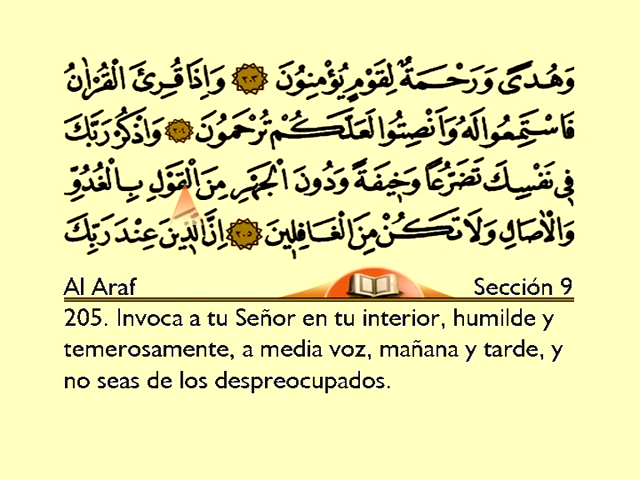 وَهُدًى وَرَحْمَةٌ لِقَوْمٍ يُؤْمِنُونَ ﴿٢٠٣﴾ وَإِذَا قُرِئَ الْقُرْآنُ
فَاسْتَمِعُوا لَهُ وَأَنْصِتُوا لَعَلَّكُمْ تُرْحَمُونَ ﴿٢٠٤﴾ وَاذْكُرْ رَبَّكَ
فِي نَفْسِكَ تَضَرُّعًا وَخِيفَةً وَدُونَ الْجَهْرِ مِنَ الْقَوْلِ بِالْغُدُوِّ
وَالْآصَالِ وَلَا تَكُنْ مِنَ الْغَافِلِينَ ﴿٢٠٥﴾ إِنَّ الَّذِينَ عِنْدَ رَبِّكَ
Al Araf Sección 9
205. Invoca a tu Señor en tu interior, humilde y
temerosamente, a media voz, mañana y tarde, y
no seas de los despreocupados.